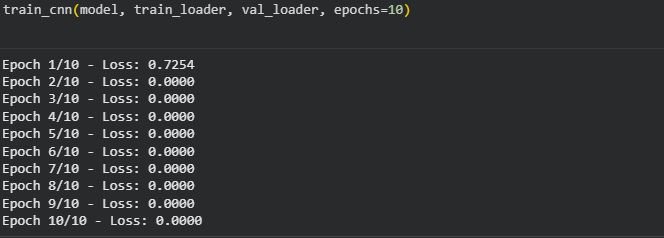 train_cnn(model, train_loader, val_loader, epochs=10)
Epoch 1/10 - Loss: 0.7254
Epoch 2/10 - Loss: 0.0000
Epoch 3/10 - Loss: 0.0000
Epoch 4/10 - Loss: 0.0000
Epoch 5/10 - Loss: 0.0000
Epoch 6/10 - Loss: 0.0000
Epoch 7/10 - Loss: 0.0000
Epoch 8/10 - Loss: 0.0000
Epoch 9/10 - Loss: 0.0000
Epoch 10/10 - Loss: 0.0000